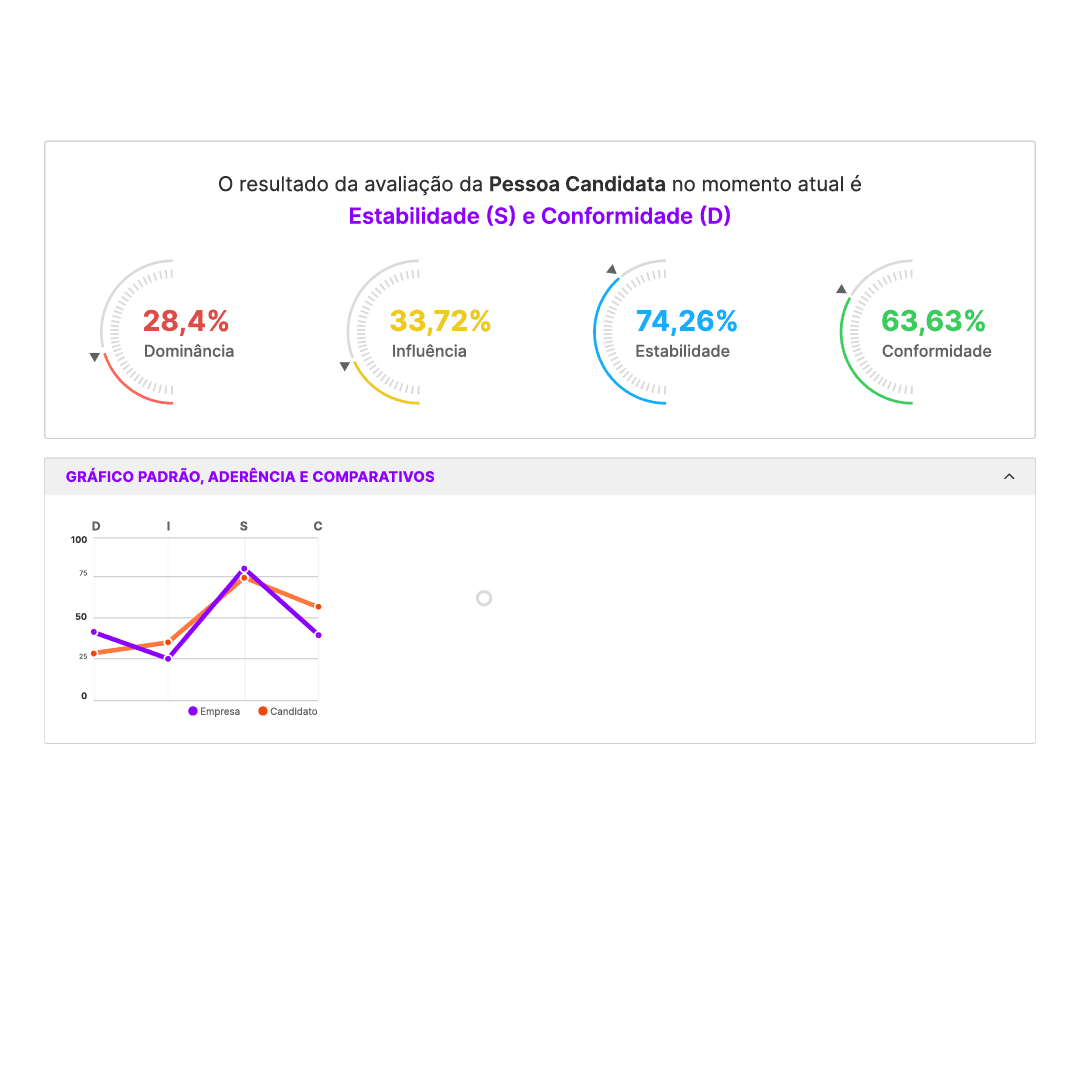 O resultado da avaliação da Pessoa Candidata no momento atual é
Estabilidade (S) e Conformidade (D)
28,4%
Dominância
33,72%
Influência
74,26%
Estabilidade
63,63%
Conformidade
GRÁFICO PADRÃO, ADERÊNCIA E COMPARATIVOS
D I S C
100
75
50
25
0
Empresa Candidato